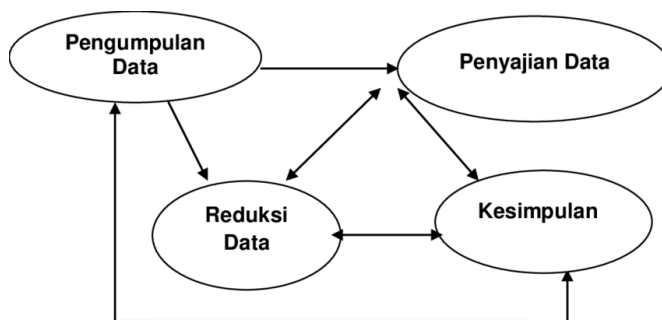 Pengumpulan
Data
Penyajian Data
Reduksi
Data
Kesimpulan